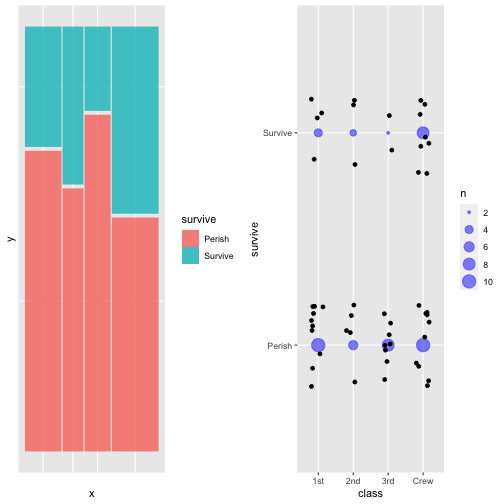 y
x
survive
Perish
Survive
survive
Survive
Perish
1st
2nd
3rd
Crew
class
n
2
4
6
8
10